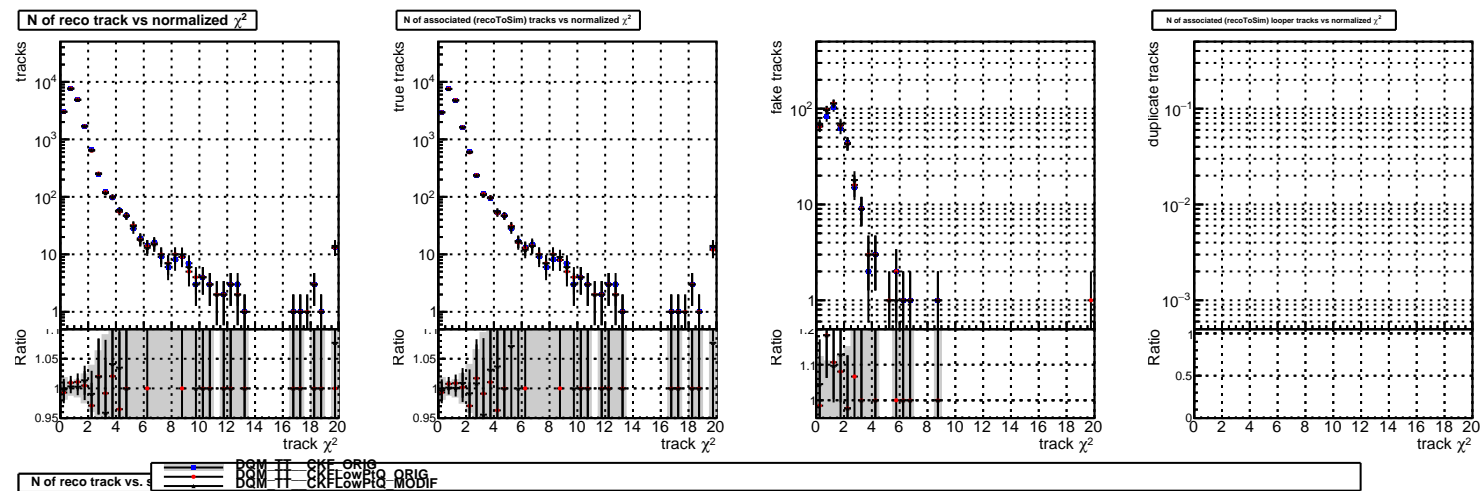 N of reco track vs normalized χ²
N of associated (recoToSim) tracks vs normalized χ²
N of associated (recoToSim) looper tracks vs normalized χ²
tracks
10⁴
10³
10²
10
1
Ratio
1.05
1
0.95
0 2 4 6 8 10 12 14 16 18 20
track χ²
true tracks
10⁴
10³
10²
10
1
Ratio
1.05
1
0.95
0 2 4 6 8 10 12 14 16 18 20
track χ²
fake tracks
10²
10
1
Ratio
1.2
1.1
1
0 2 4 6 8 10 12 14 16 18 20
track χ²
duplicate tracks
10⁻¹
10⁻²
10⁻³
Ratio
1
0.5
0
0 2 4 6 8 10 12 14 16 18 20
track χ²
N of reco track vs. s
DQM_TT_CKF_ORIG
DQM_TT_CKFLowPtQ_ORIG
DQM_TT_CKFLowPtQ_MODIF